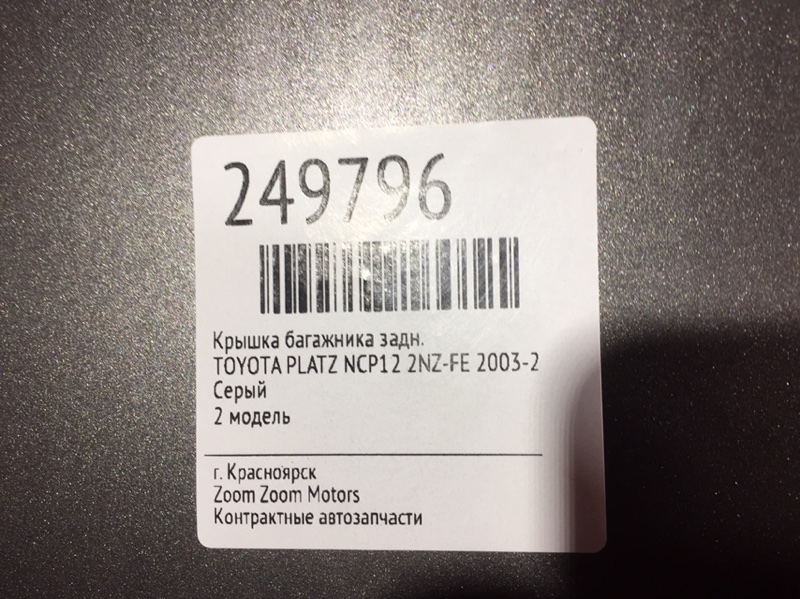 249796
Крышка багажника задн.
TOYOTA PLATZ NCP12 2NZ-FE 2003-2
Серый
2 модель
г. Красноярск
Zoom Zoom Motors
Контрактные автозапчасти